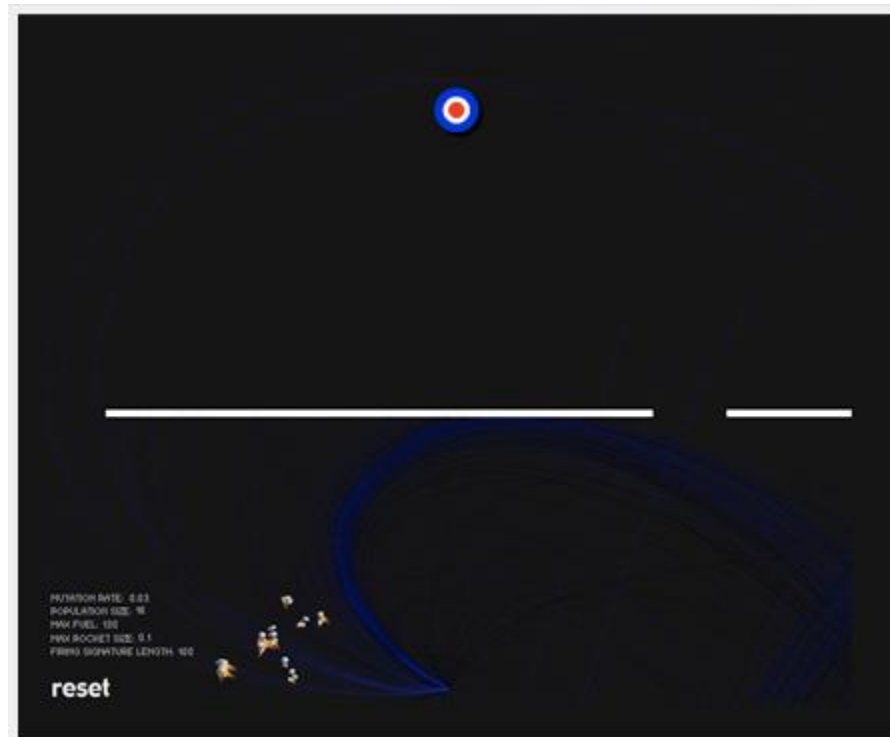 MUTATION RATE: 0.03
POPULATION SIZE: 16
MAX FUEL: 100
MAX ROCKET SIZE: 0.1
FIRING SIGNATURE LENGTH: 100
reset